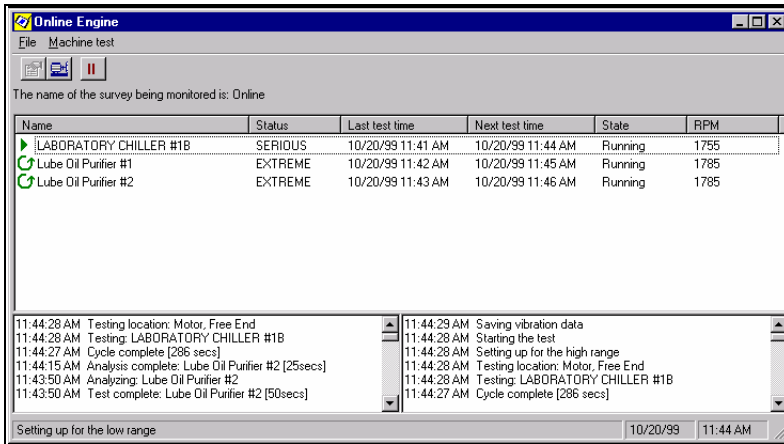 Online Engine
File Machine test
The name of the survey being monitored is: Online
Name Status Last test time Next test time State RPM
LABORATORY CHILLER #1B SERIOUS 10/20/99 11:41 AM 10/20/99 11:44 AM Running 1755
Lube Oil Purifier #1 EXTREME 10/20/99 11:42 AM 10/20/99 11:45 AM Running 1785
Lube Oil Purifier #2 EXTREME 10/20/99 11:43 AM 10/20/99 11:46 AM Running 1785
11:44:28 AM Testing location: Motor, Free End
11:44:28 AM Testing: LABORATORY CHILLER #1B
11:44:27 AM Cycle complete [286 secs]
11:44:15 AM Analysis complete: Lube Oil Purifier #2 [25secs]
11:43:50 AM Analyzing: Lube Oil Purifier #2
11:43:50 AM Test complete: Lube Oil Purifier #2 [50secs]
11:44:29 AM Saving vibration data
11:44:28 AM Starting the test
11:44:28 AM Setting up for the high range
11:44:28 AM Testing location: Motor, Free End
11:44:28 AM Testing: LABORATORY CHILLER #1B
11:44:27 AM Cycle complete [286 secs]
Setting up for the low range 10/20/99 11:44 AM